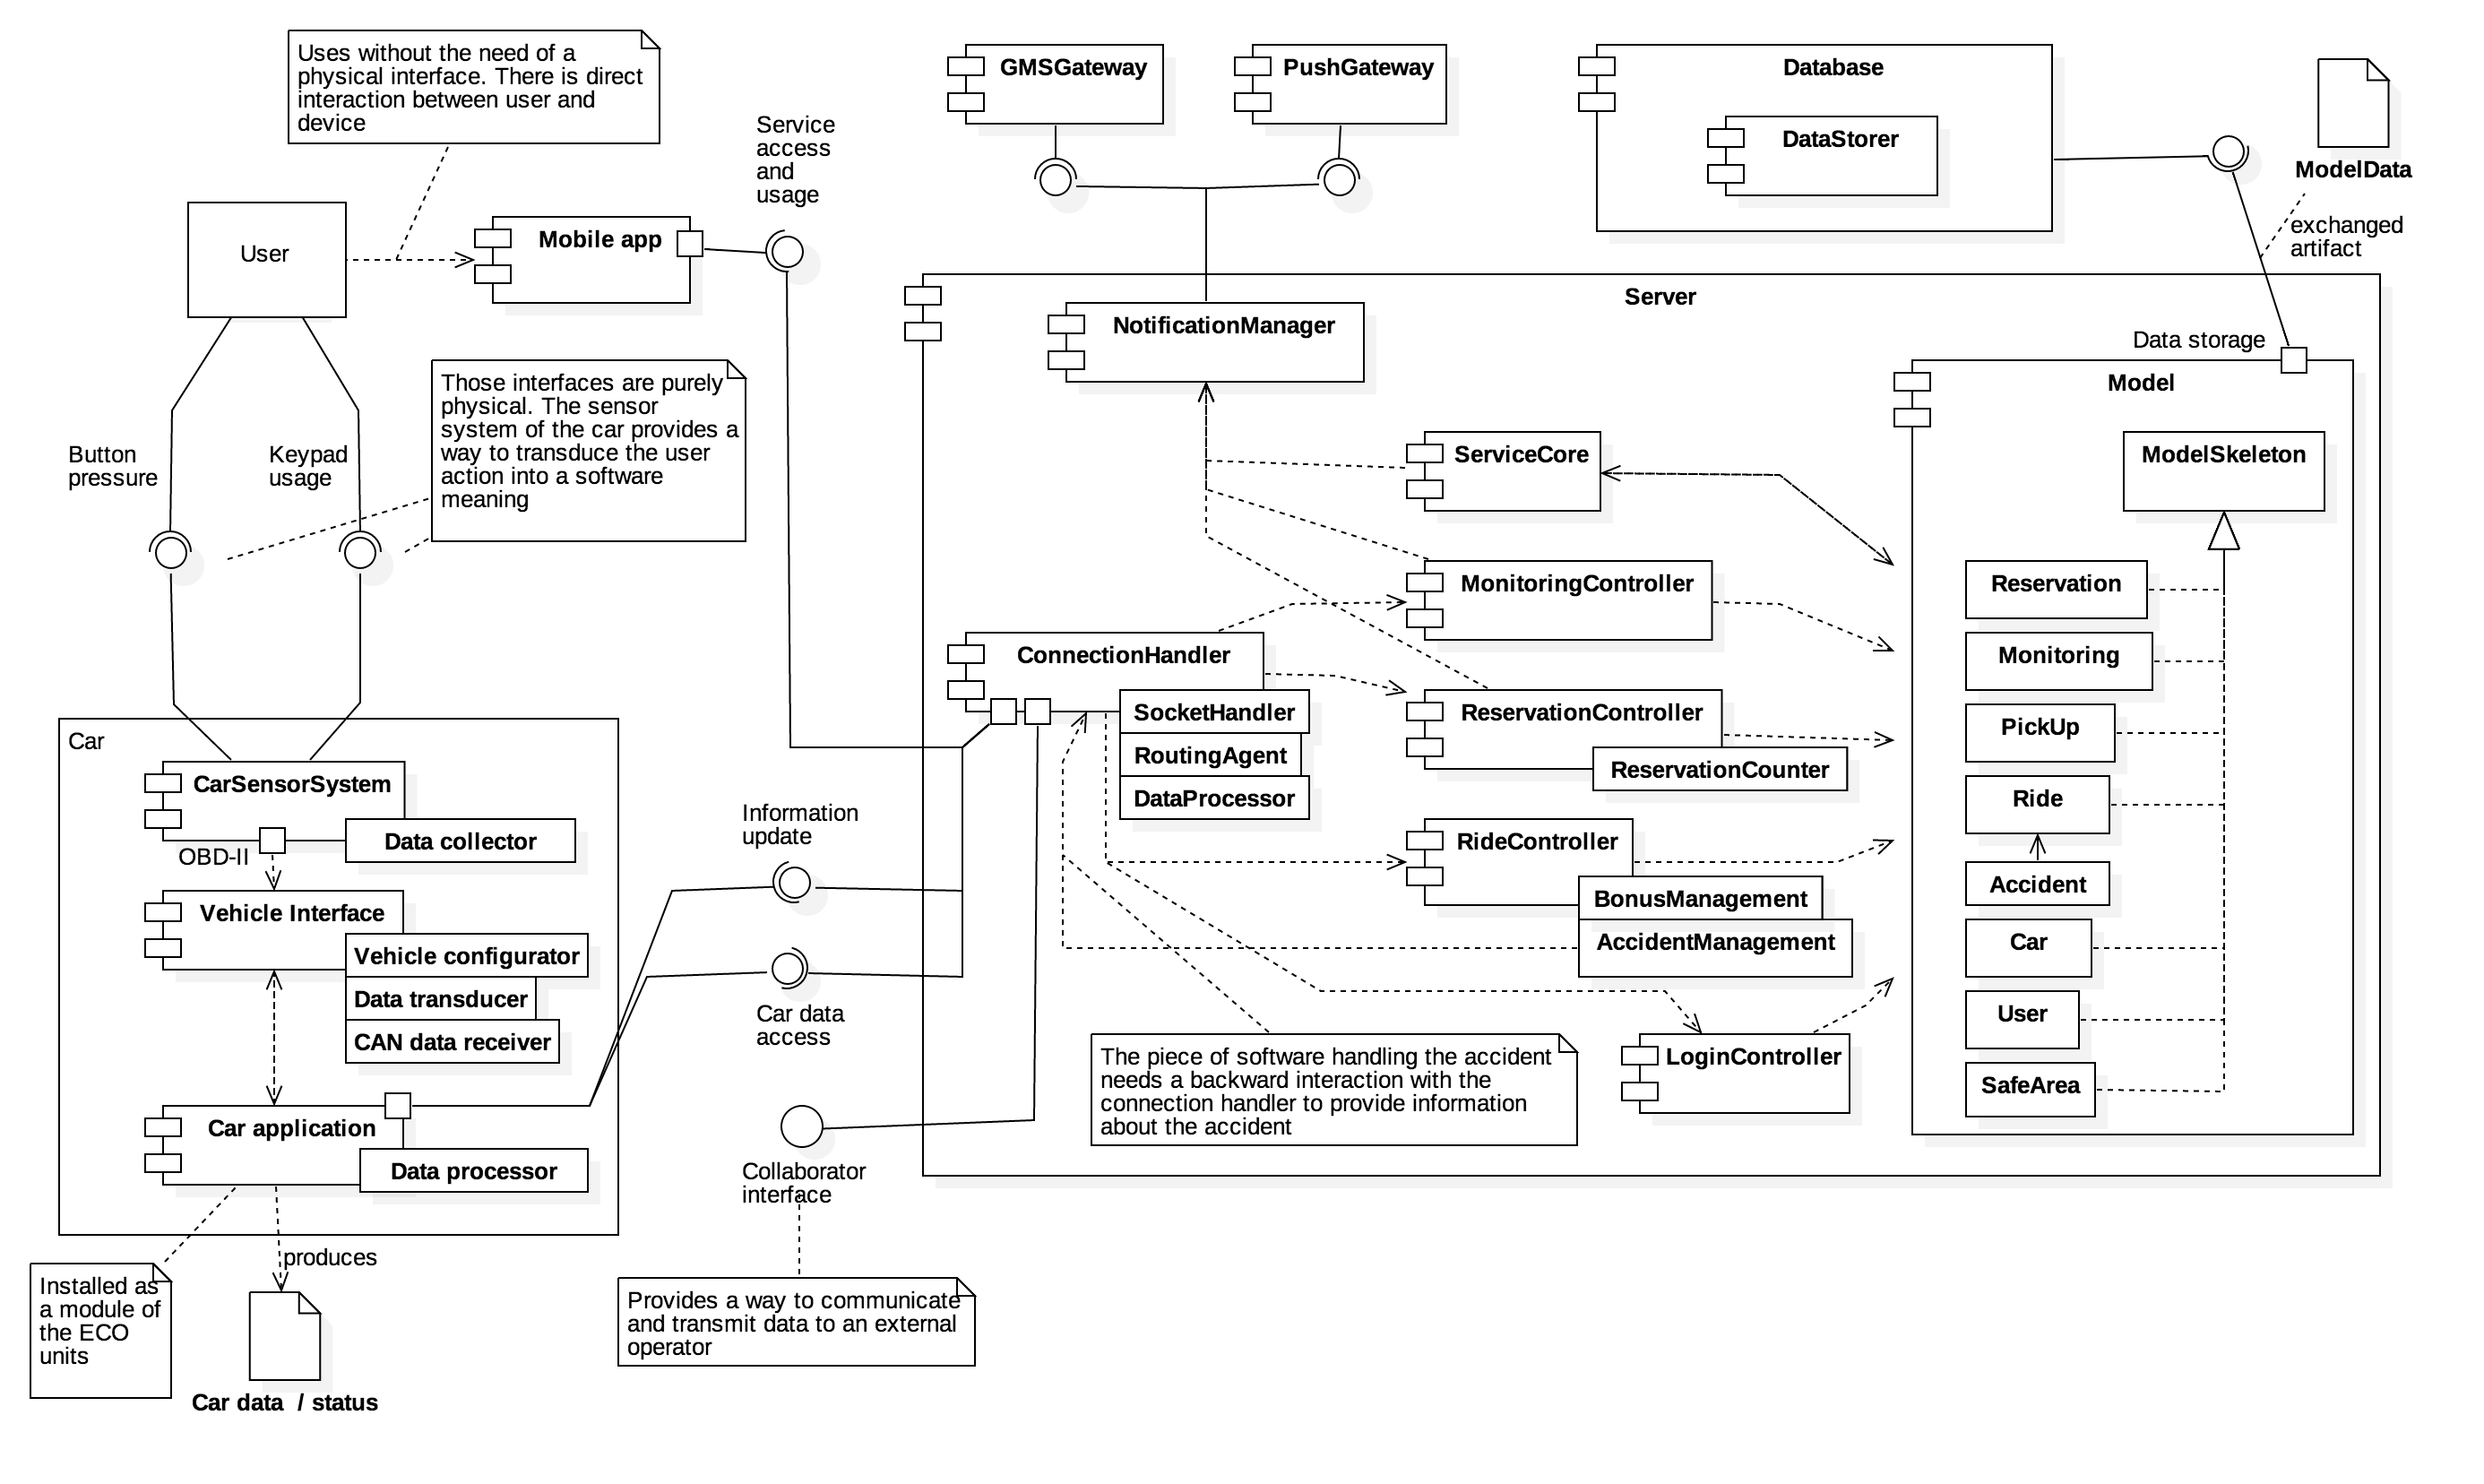 Uses without the need of a
physical interface. There is direct
interaction between user and
device
User
Mobile app
Service
access
and
usage
GMSGateway
PushGateway
Database
DataStorer
ModelData
exchanged
artifact
Button
pressure
Keypad
usage
Those interfaces are purely
physical. The sensor
system of the car provides a
way to transduce the user
action into a software
meaning
Server
NotificationManager
Data storage
Model
ServiceCore
ModelSkeleton
MonitoringController
Reservation
ConnectionHandler
Monitoring
SocketHandler
RoutingAgent
DataProcessor
ReservationController
ReservationCounter
PickUp
Ride
RideController
BonusManagement
AccidentManagement
Accident
Car
User
SafeArea
LoginController
The piece of software handling the accident
needs a backward interaction with the
connection handler to provide information
about the accident
Car
CarSensorSystem
Data collector
OBD-II
Vehicle Interface
Vehicle configurator
Data transducer
CAN data receiver
Car application
Data processor
Information
update
Car data
access
Collaborator
interface
Installed as
a module of
the ECO
units
produces
Car data / status
Provides a way to communicate
and transmit data to an external
operator